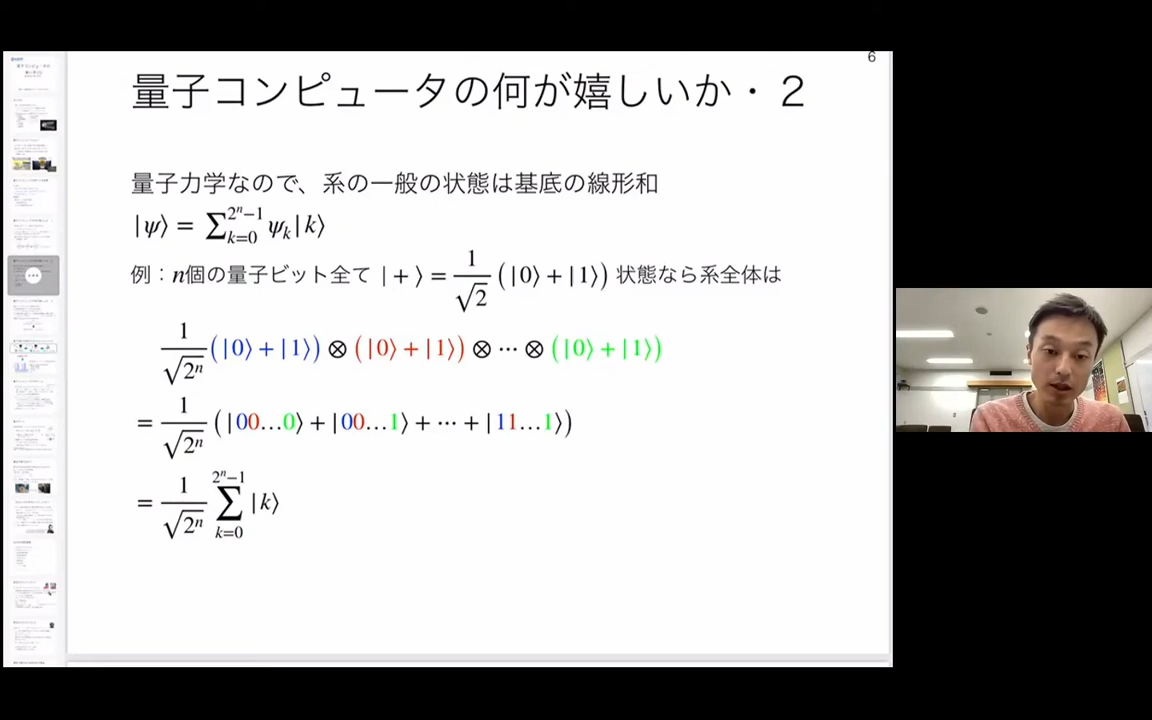 6
量子コンピュータの何が嬉しいか・2
量子力学なので、系の一般の状態は基底の線形和
|ψ⟩ = ∑_{k=0}^{2^n−1} ψ_k|k⟩
例：n個の量子ビット全て |+⟩ = 1/√2 (|0⟩ + |1⟩) 状態なら系全体は
1/√2^n (|0⟩ + |1⟩) ⊗ (|0⟩ + |1⟩) ⊗ ⋯ ⊗ (|0⟩ + |1⟩)
= 1/√2^n (|00…0⟩ + |00…1⟩ + ⋯ + |11…1⟩)
= 1/√2^n ∑_{k=0}^{2^n−1} |k⟩